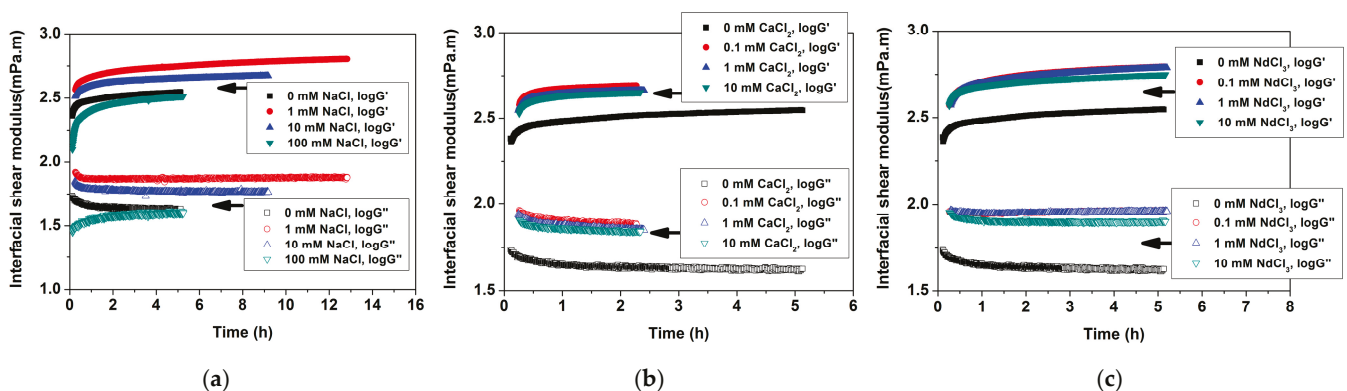 Interfacial shear modulus(mPa.m)
3.0
2.5
2.0
1.5
1.0
0 mM NaCl, logG'
1 mM NaCl, logG'
10 mM NaCl, logG'
100 mM NaCl, logG'
0 mM NaCl, logG"
1 mM NaCl, logG"
10 mM NaCl, logG"
100 mM NaCl, logG"
0 2 4 6 8 10 12 14 16
Time (h)
(a)
Interfacial shear modulus(mPa.m)
3.0
2.5
2.0
1.5
0 mM CaCl₂, logG'
0.1 mM CaCl₂, logG'
1 mM CaCl₂, logG'
10 mM CaCl₂, logG'
0 mM CaCl₂, logG"
0.1 mM CaCl₂, logG"
1 mM CaCl₂, logG"
10 mM CaCl₂, logG"
0 1 2 3 4 5 6
Time (h)
(b)
Interfacial shear modulus(mPa.m)
3.0
2.5
2.0
1.5
0 mM NdCl₃, logG'
0.1 mM NdCl₃, logG'
1 mM NdCl₃, logG'
10 mM NdCl₃, logG'
0 mM NdCl₃, logG"
0.1 mM NdCl₃, logG"
1 mM NdCl₃, logG"
10 mM NdCl₃, logG"
0 1 2 3 4 5 6 7 8
Time (h)
(c)